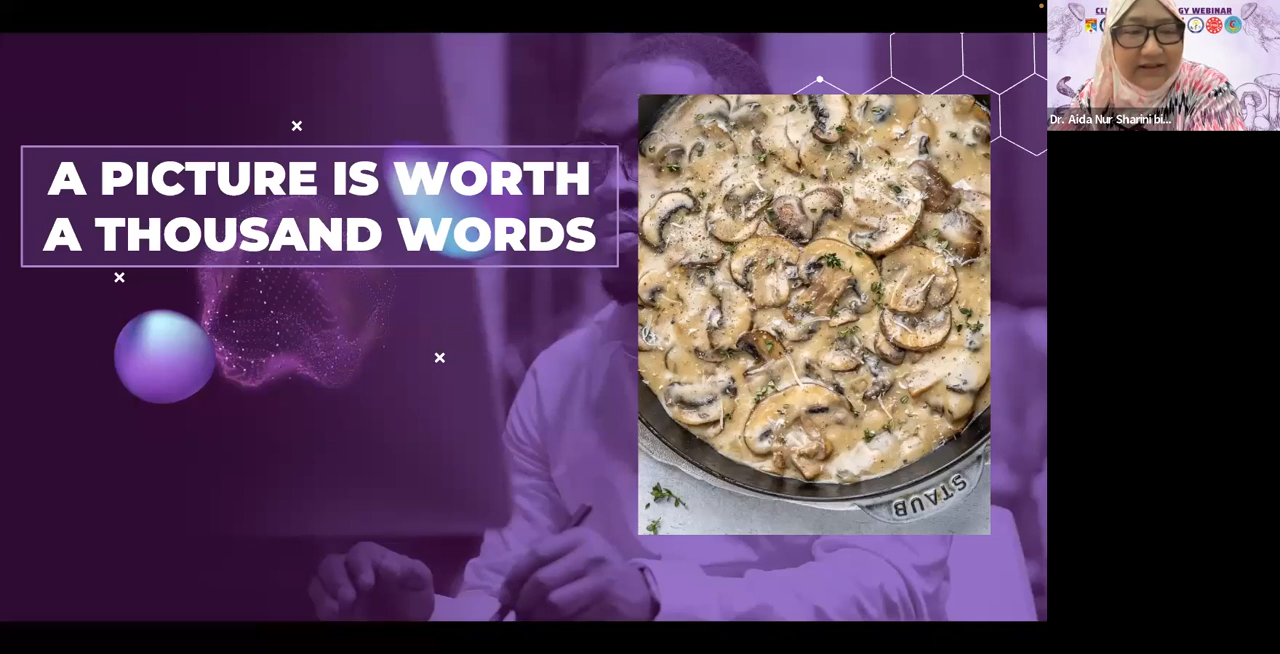 A PICTURE IS WORTH
A THOUSAND WORDS
STAUB
GY WEBINAR
Dr. Aida Nur Sharini bi...